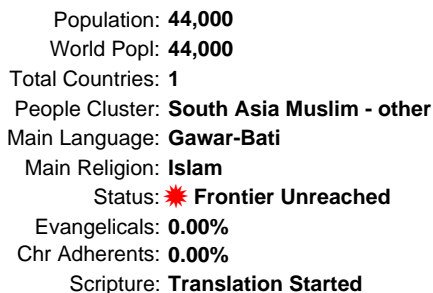 Population: 44,000
World Popl: 44,000
Total Countries: 1
People Cluster: South Asia Muslim - other
Main Language: Gawar-Bati
Main Religion: Islam
Status: Frontier Unreached
Evangelicals: 0.00%
Chr Adherents: 0.00%
Scripture: Translation Started